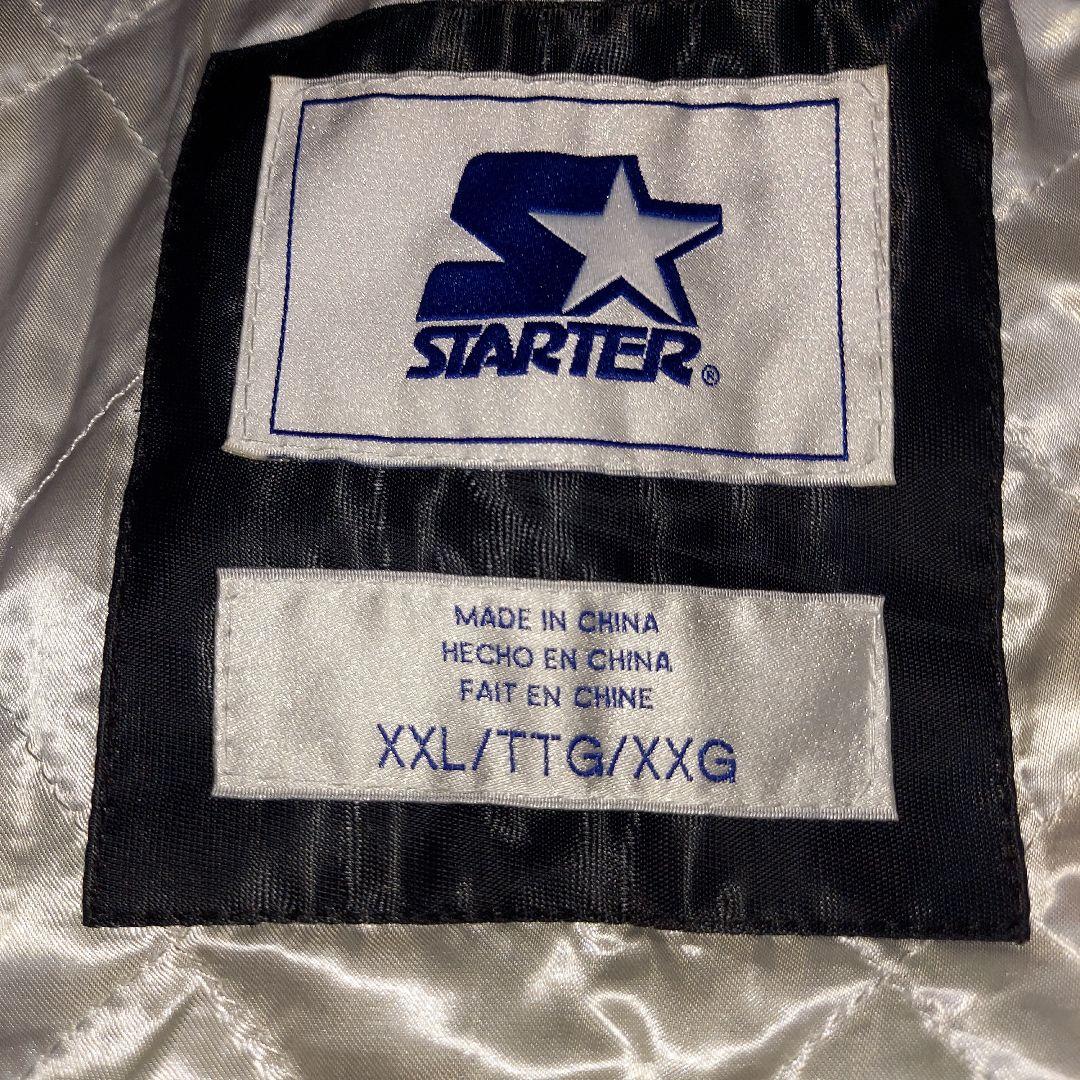 STARTER®
MADE IN CHINA
HECHO EN CHINA
FAIT EN CHINE
XXL/TTG/XXG